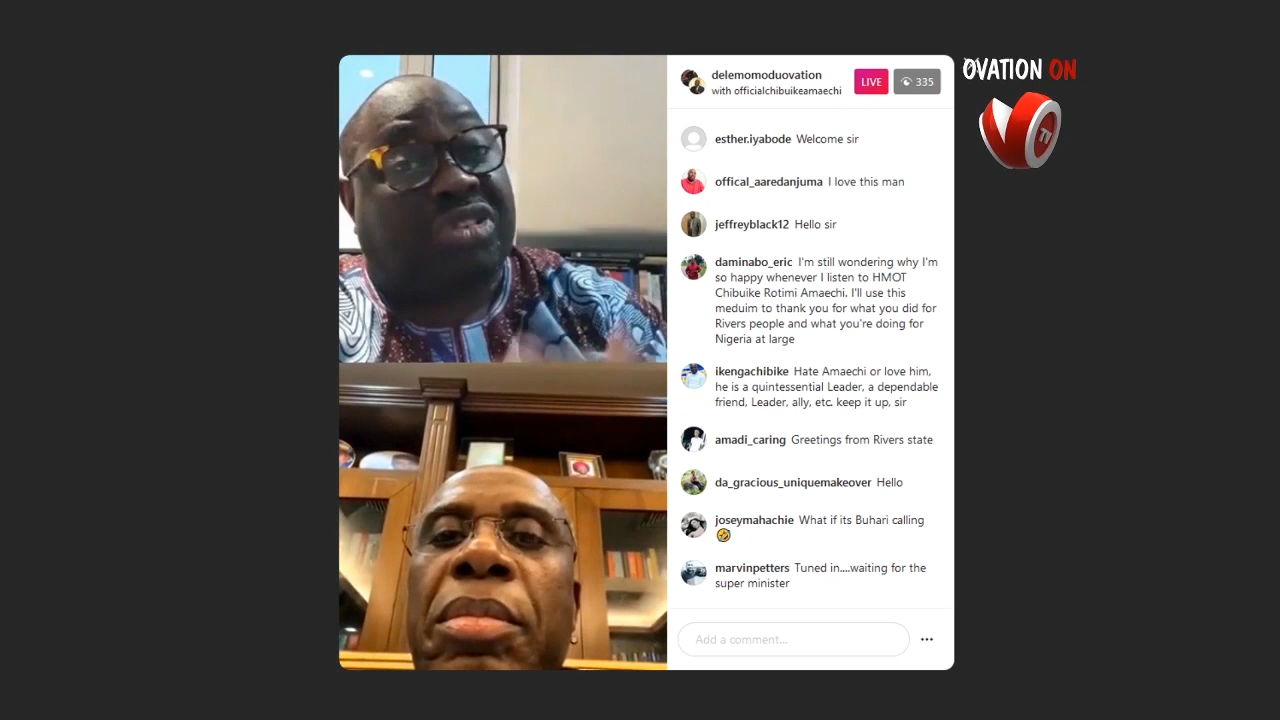 OVATION ON
delemomoduovation
with officialchibuikeamaechi
LIVE
335
esther.iyabode Welcome sir
offical_aaredanjuma I love this man
jeffreyblack12 Hello sir
daminabo_eric I'm still wondering why I'm
so happy whenever I listen to HMOT
Chibuike Rotimi Amaechi. I'll use this
meduim to thank you for what you did for
Rivers people and what you're doing for
Nigeria at large
ikengachibike Hate Amaechi or love him,
he is a quintessential Leader, a dependable
friend, Leader, ally, etc. keep it up, sir
amadi_caring Greetings from Rivers state
da_gracious_uniquemakeover Hello
joseymahachie What if its Buhari calling
🤣
marvinpetters Tuned in....waiting for the
super minister
Add a comment...